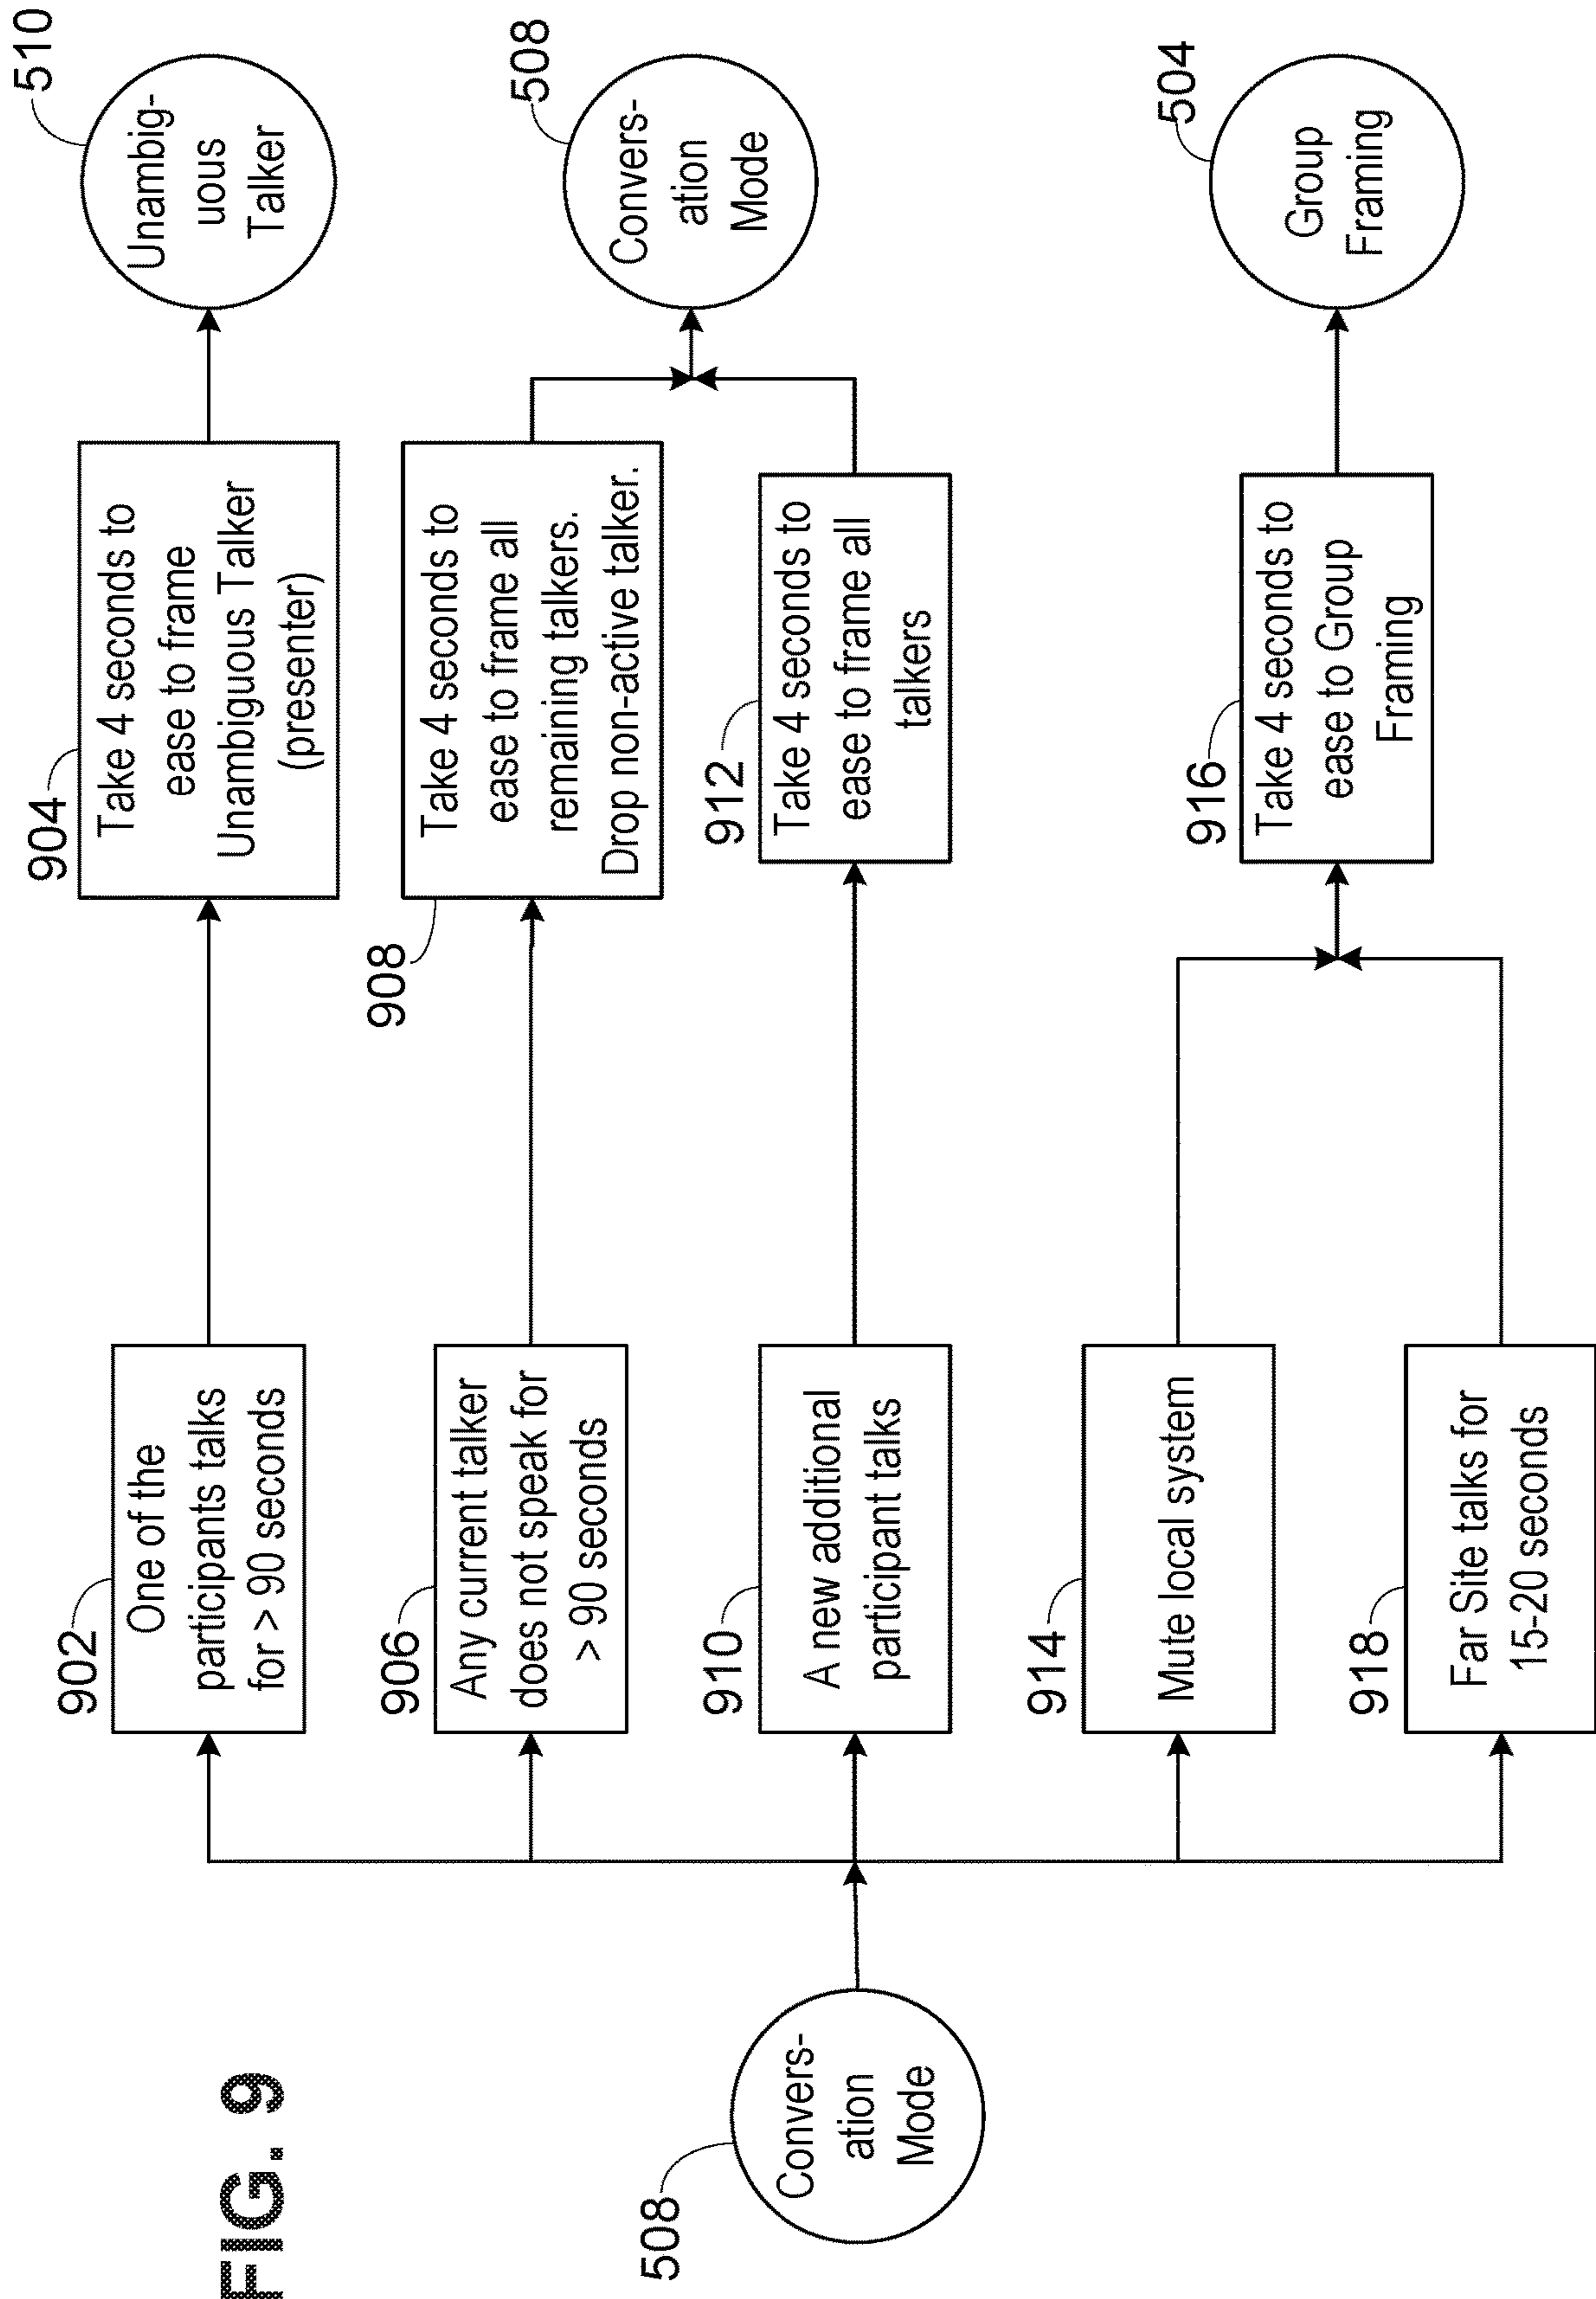 FIG. 9
508
Convers-
ation
Mode
902
One of the
participants talks
for > 90 seconds
904
Take 4 seconds to
ease to frame
Unambiguous Talker
(presenter)
510
Unambig-
uous
Talker
906
Any current talker
does not speak for
> 90 seconds
908
Take 4 seconds to
ease to frame all
remaining talkers.
Drop non-active talker.
508
Convers-
ation
Mode
910
A new additional
participant talks
912
Take 4 seconds to
ease to frame all
talkers
914
Mute local system
916
Take 4 seconds to
ease to Group
Framing
504
Group
Framing
918
Far Site talks for
15-20 seconds